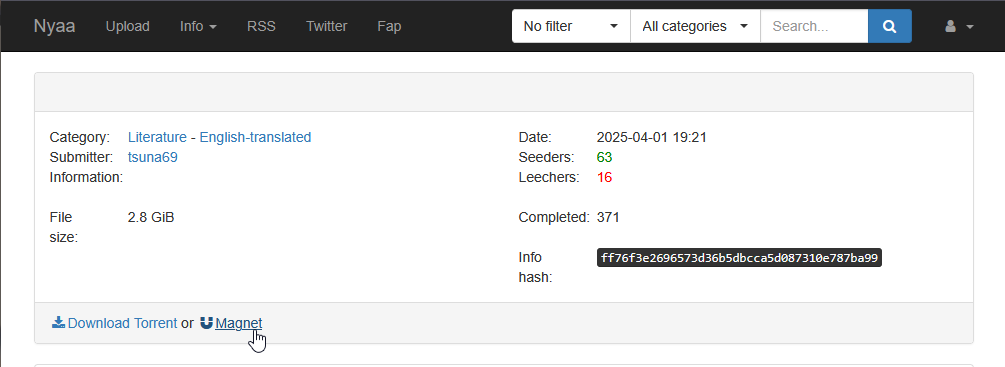 Nyaa Upload Info RSS Twitter Fap No filter All categories Search...
Category: Literature - English-translated Date: 2025-04-01 19:21
Submitter: tsuna69 Seeders: 63
Information: Leechers: 16
File size: 2.8 GiB Completed: 371
Info hash: ff76f3e2696573d36b5dbcca5d087310e787ba99
Download Torrent or Magnet